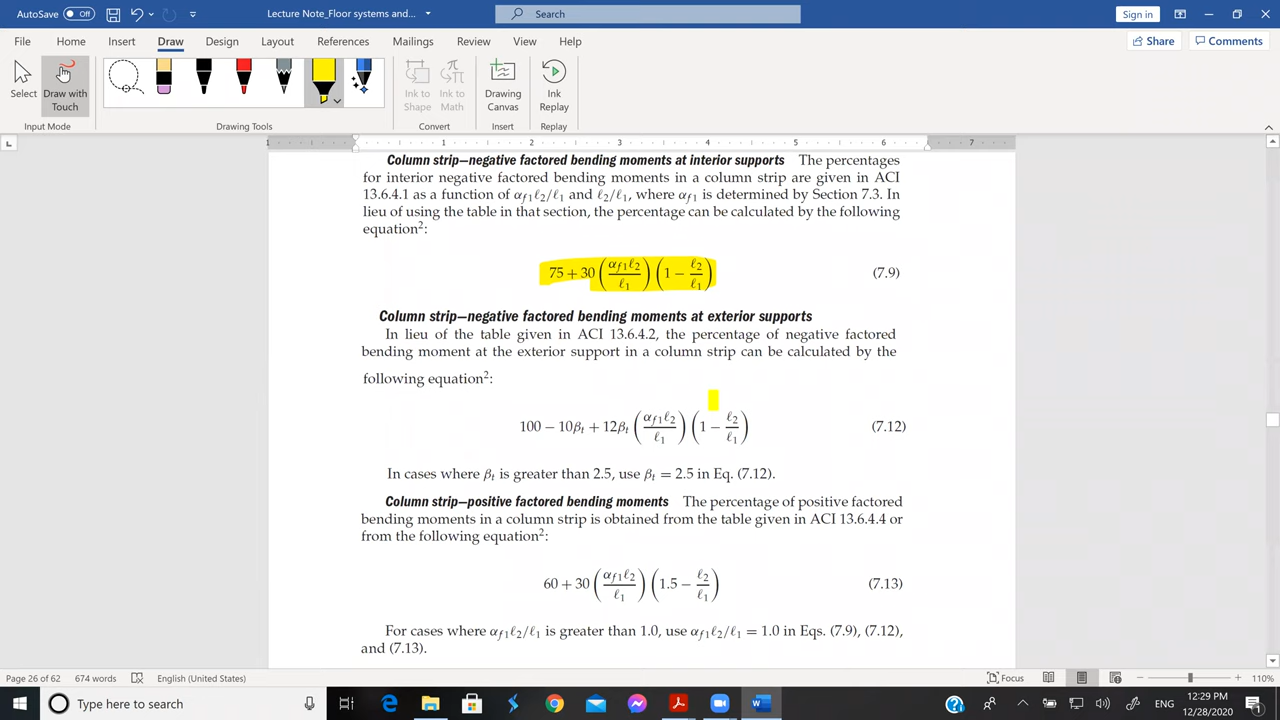 AutoSave Off Lecture Note_Floor systems and... Search Sign in
File Home Insert Draw Design Layout References Mailings Review View Help Share Comments
Select Draw with Touch Ink to Shape Ink to Math Drawing Canvas Ink Replay
Input Mode Drawing Tools Convert Insert Replay
1 1 2 3 4 5 6 7
Column strip—negative factored bending moments at interior supports The percentages
for interior negative factored bending moments in a column strip are given in ACI
13.6.4.1 as a function of αf1ℓ2/ℓ1 and ℓ2/ℓ1, where αf1 is determined by Section 7.3. In
lieu of using the table in that section, the percentage can be calculated by the following
equation²:
75 + 30 (αf1ℓ2/ℓ1) (1 − ℓ2/ℓ1) (7.9)
Column strip—negative factored bending moments at exterior supports
In lieu of the table given in ACI 13.6.4.2, the percentage of negative factored
bending moment at the exterior support in a column strip can be calculated by the
following equation²:
100 − 10βt + 12βt (αf1ℓ2/ℓ1) (1 − ℓ2/ℓ1) (7.12)
In cases where βt is greater than 2.5, use βt = 2.5 in Eq. (7.12).
Column strip—positive factored bending moments The percentage of positive factored
bending moments in a column strip is obtained from the table given in ACI 13.6.4.4 or
from the following equation²:
60 + 30 (αf1ℓ2/ℓ1) (1.5 − ℓ2/ℓ1) (7.13)
For cases where αf1ℓ2/ℓ1 is greater than 1.0, use αf1ℓ2/ℓ1 = 1.0 in Eqs. (7.9), (7.12),
and (7.13).
Page 26 of 62 674 words English (United States) Focus 110%
Type here to search ENG 12:29 PM
12/28/2020